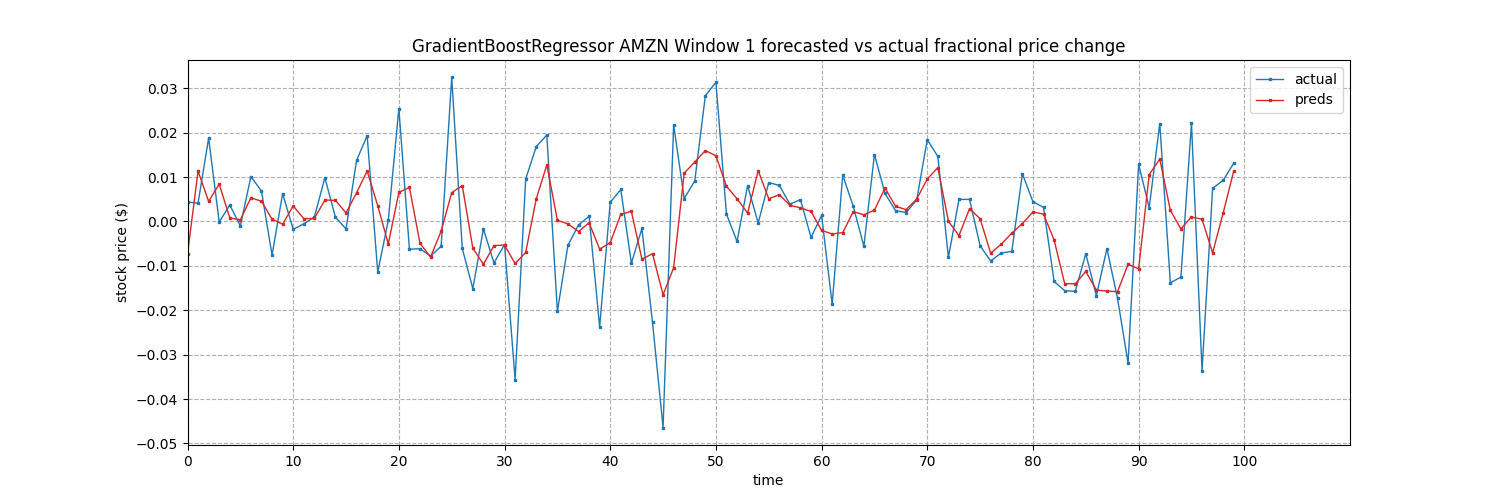 GradientBoostRegressor AMZN Window 1 forecasted vs actual fractional price change
actual
preds
stock price ($)
0.03
0.02
0.01
0.00
−0.01
−0.02
−0.03
−0.04
−0.05
0 10 20 30 40 50 60 70 80 90 100
time